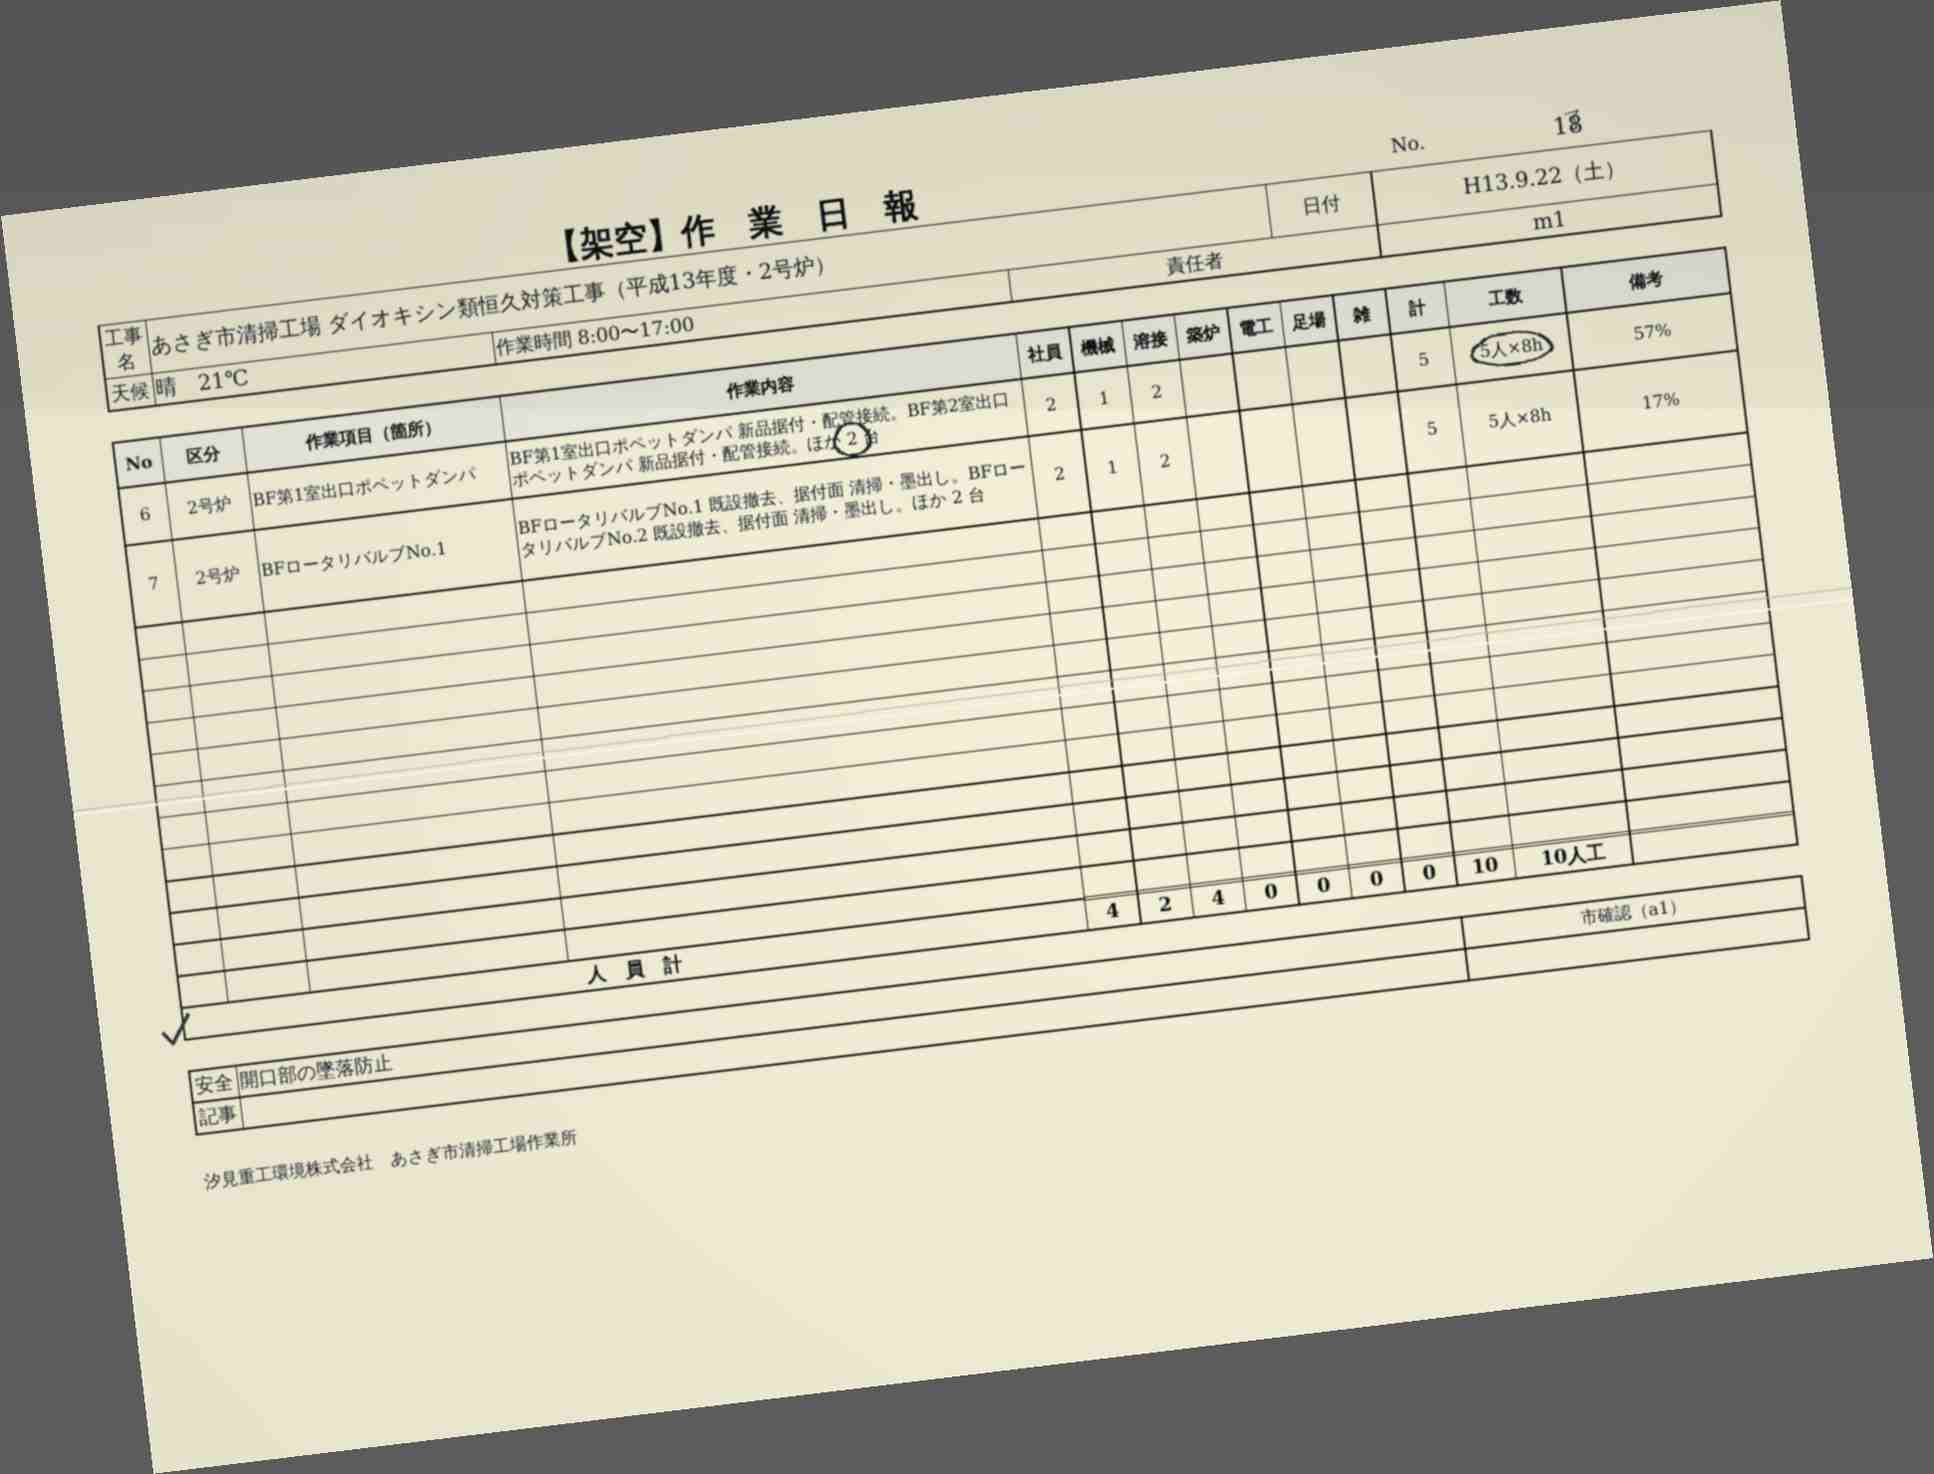 No. 18
【架空】作 業 日 報
工事名 あさぎ市清掃工場 ダイオキシン類恒久対策工事（平成13年度・2号炉） 日付 H13.9.22（土）
天候 晴 21℃ 作業時間 8:00〜17:00 責任者 m1
No 区分 作業項目（箇所） 作業内容 社員 機械 溶接 築炉 電工 足場 雑 計 工数 備考
6 2号炉 BF第1室出口ポペットダンパ BF第1室出口ポペットダンパ 新品据付・配管接続。BF第2室出口
ポペットダンパ 新品据付・配管接続。ほか 2 台 2 1 2 5 5人×8h 57%
7 2号炉 BFロータリバルブNo.1 BFロータリバルブNo.1 既設撤去、据付面 清掃・墨出し。BFロー
タリバルブNo.2 既設撤去、据付面 清掃・墨出し。ほか 2 台 2 1 2 5 5人×8h 17%
人 員 計 4 2 4 0 0 0 0 10 10人工
安全 開口部の墜落防止 市確認（a1）
記事
汐見重工環境株式会社 あさぎ市清掃工場作業所